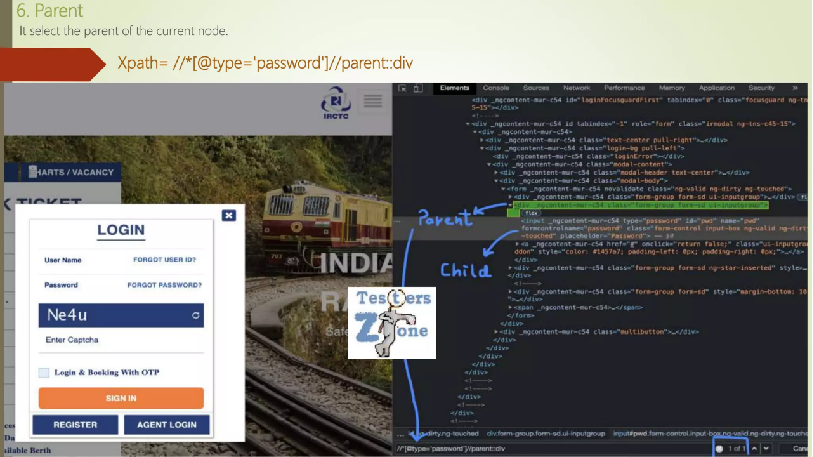 6. Parent
It select the parent of the current node.
Xpath= //*[@type='password']//parent::div
IRCTC
HARTS / VACANCY
K TICKET
LOGIN
User Name
FORGOT USER ID?
Password
FORGOT PASSWORD?
Ne4u
Enter Captcha
Login & Booking With OTP
SIGN IN
REGISTER
AGENT LOGIN
INDIA
Safe
Testers
Zone
Elements Console Sources Network Performance Memory Application Security »
<div _ngcontent-mur-c54 id="loginFocusguardFirst" tabindex="0" class="focusguard ng-tn
5-15"></div>
<!---->
▼<div _ngcontent-mur-c54 id tabindex="-1" role="form" class="irmodal ng-tns-c45-15">
▼<div _ngcontent-mur-c54>
▶<div _ngcontent-mur-c54 class="text-center pull-right">…</div>
▼<div _ngcontent-mur-c54 class="login-bg pull-left">
<div _ngcontent-mur-c54 class="loginError"></div>
▼<div _ngcontent-mur-c54 class="modal-content">
▶<div _ngcontent-mur-c54 class="modal-header text-center">…</div>
▼<div _ngcontent-mur-c54 class="modal-body">
▼<form _ngcontent-mur-c54 novalidate class="ng-valid ng-dirty ng-touched">
▶<div _ngcontent-mur-c54 class="form-group form-sd ui-inputgroup">…</div>
<div _ngcontent-mur-c54 class="form-group form-sd ui-inputgroup">
flex
Parent
<input _ngcontent-mur-c54 type="password" id="pwd" name="pwd"
formcontrolname="password" class="form-control input-box ng-valid ng-dirty
-touched" placeholder="Password"> == $0
Child
▶<a _ngcontent-mur-c54 href="#" onclick="return false;" class="ui-inputgrou
ddon" style="color: #1457a7; padding-left: 0px; padding-right: 0px;">…</a>
</div>
▶<div _ngcontent-mur-c54 class="form-group form-sd ng-star-inserted" style=…
</div>
<!---->
▶<div _ngcontent-mur-c54 class="form-group form-sd" style="margin-bottom: 10
">…</div>
▶<span _ngcontent-mur-c54>…</span>
</form>
</div>
▶<div _ngcontent-mur-c54 class="multibutton">…</div>
</div>
</div>
</div>
<!---->
<!---->
</div>
<!---->
</div>
<!---->
-dirty.ng-touched div.form-group.form-sd.ui-inputgroup input#pwd.form-control.input-box.ng-valid.ng-dirty.ng-touche
//*[@type='password']//parent::div
1 of 1
Can
ilable Berth